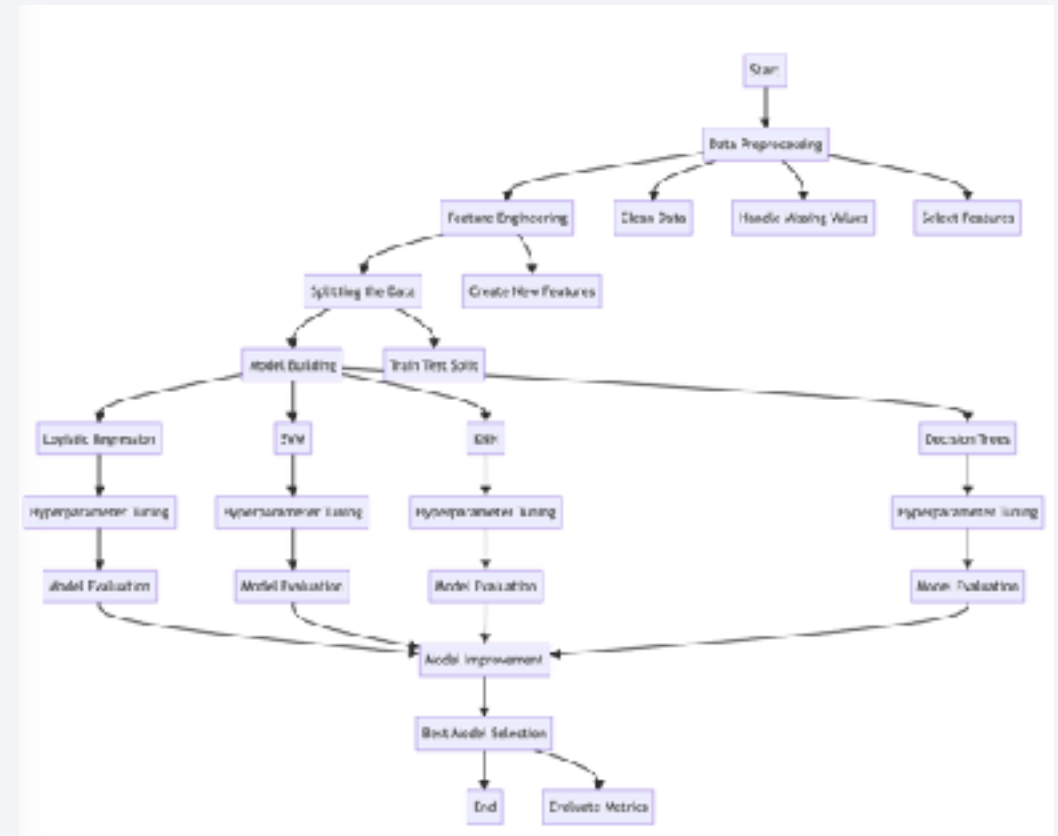 Start
Data Preprocessing
Feature Engineering
Clean Data
Handle Missing Values
Select Features
Splitting the Data
Create New Features
Model Building
Train Test Split
Logistic Regression
SVM
KNN
Decision Trees
Hyperparameter Tuning
Hyperparameter Tuning
Hyperparameter Tuning
Hyperparameter Tuning
Model Evaluation
Model Evaluation
Model Evaluation
Model Evaluation
Model Improvement
Best Model Selection
End
Evaluate Metrics